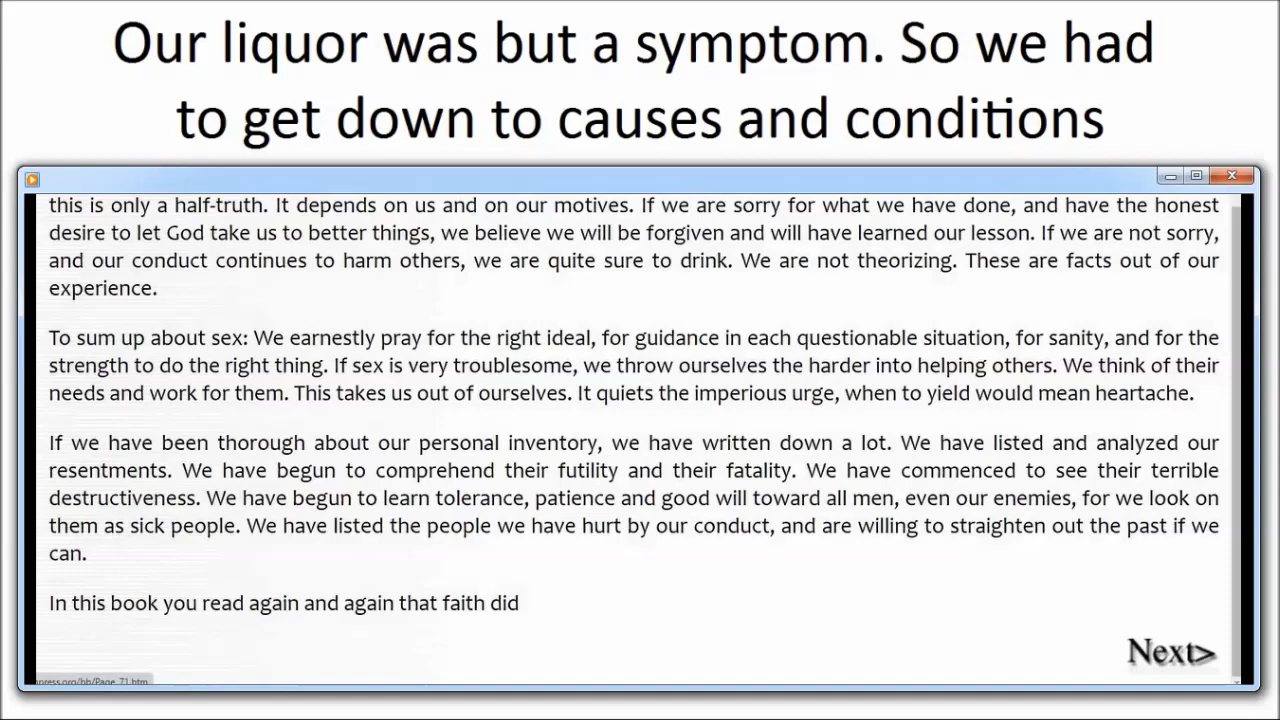 Our liquor was but a symptom. So we had
to get down to causes and conditions
this is only a half-truth. It depends on us and on our motives. If we are sorry for what we have done, and have the honest
desire to let God take us to better things, we believe we will be forgiven and will have learned our lesson. If we are not sorry,
and our conduct continues to harm others, we are quite sure to drink. We are not theorizing. These are facts out of our
experience.
To sum up about sex: We earnestly pray for the right ideal, for guidance in each questionable situation, for sanity, and for the
strength to do the right thing. If sex is very troublesome, we throw ourselves the harder into helping others. We think of their
needs and work for them. This takes us out of ourselves. It quiets the imperious urge, when to yield would mean heartache.
If we have been thorough about our personal inventory, we have written down a lot. We have listed and analyzed our
resentments. We have begun to comprehend their futility and their fatality. We have commenced to see their terrible
destructiveness. We have begun to learn tolerance, patience and good will toward all men, even our enemies, for we look on
them as sick people. We have listed the people we have hurt by our conduct, and are willing to straighten out the past if we
can.
In this book you read again and again that faith did
Next>
press.org/bb/Page_71.htm